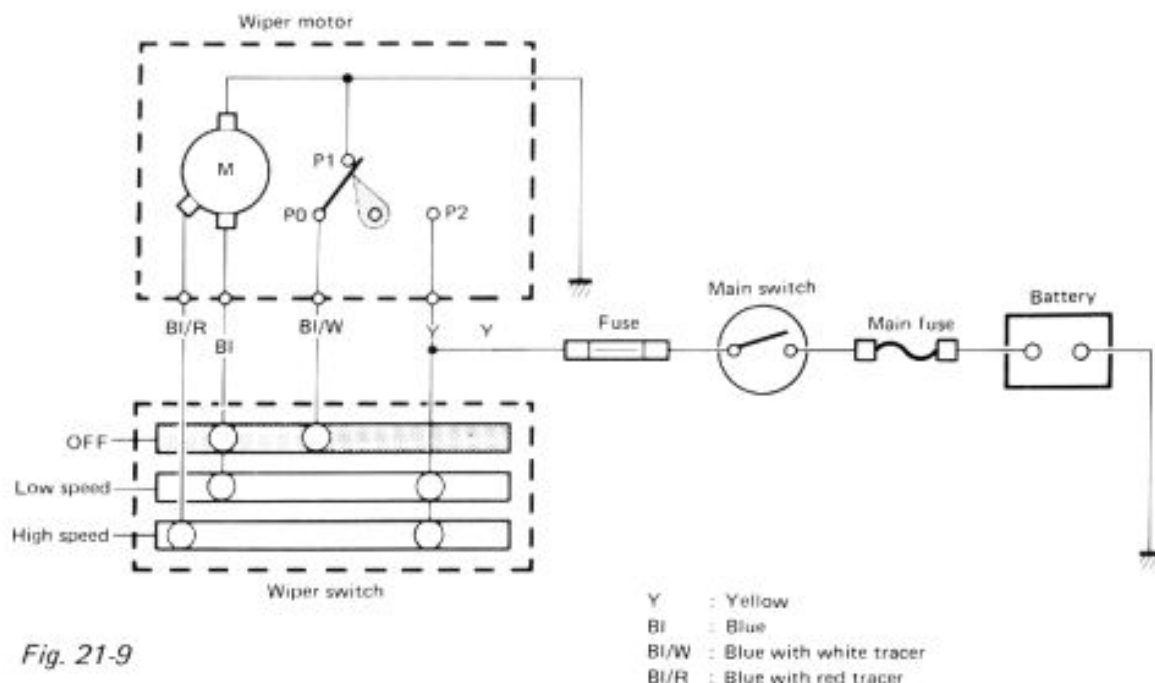 Wiper motor
M
P1
P0
P2
Bl/R
Bl
Bl/W
Y
Y
Fuse
Main switch
Main fuse
Battery
OFF
Low speed
High speed
Wiper switch
Fig. 21-9
Y : Yellow
Bl : Blue
Bl/W : Blue with white tracer
Bl/R : Blue with red tracer